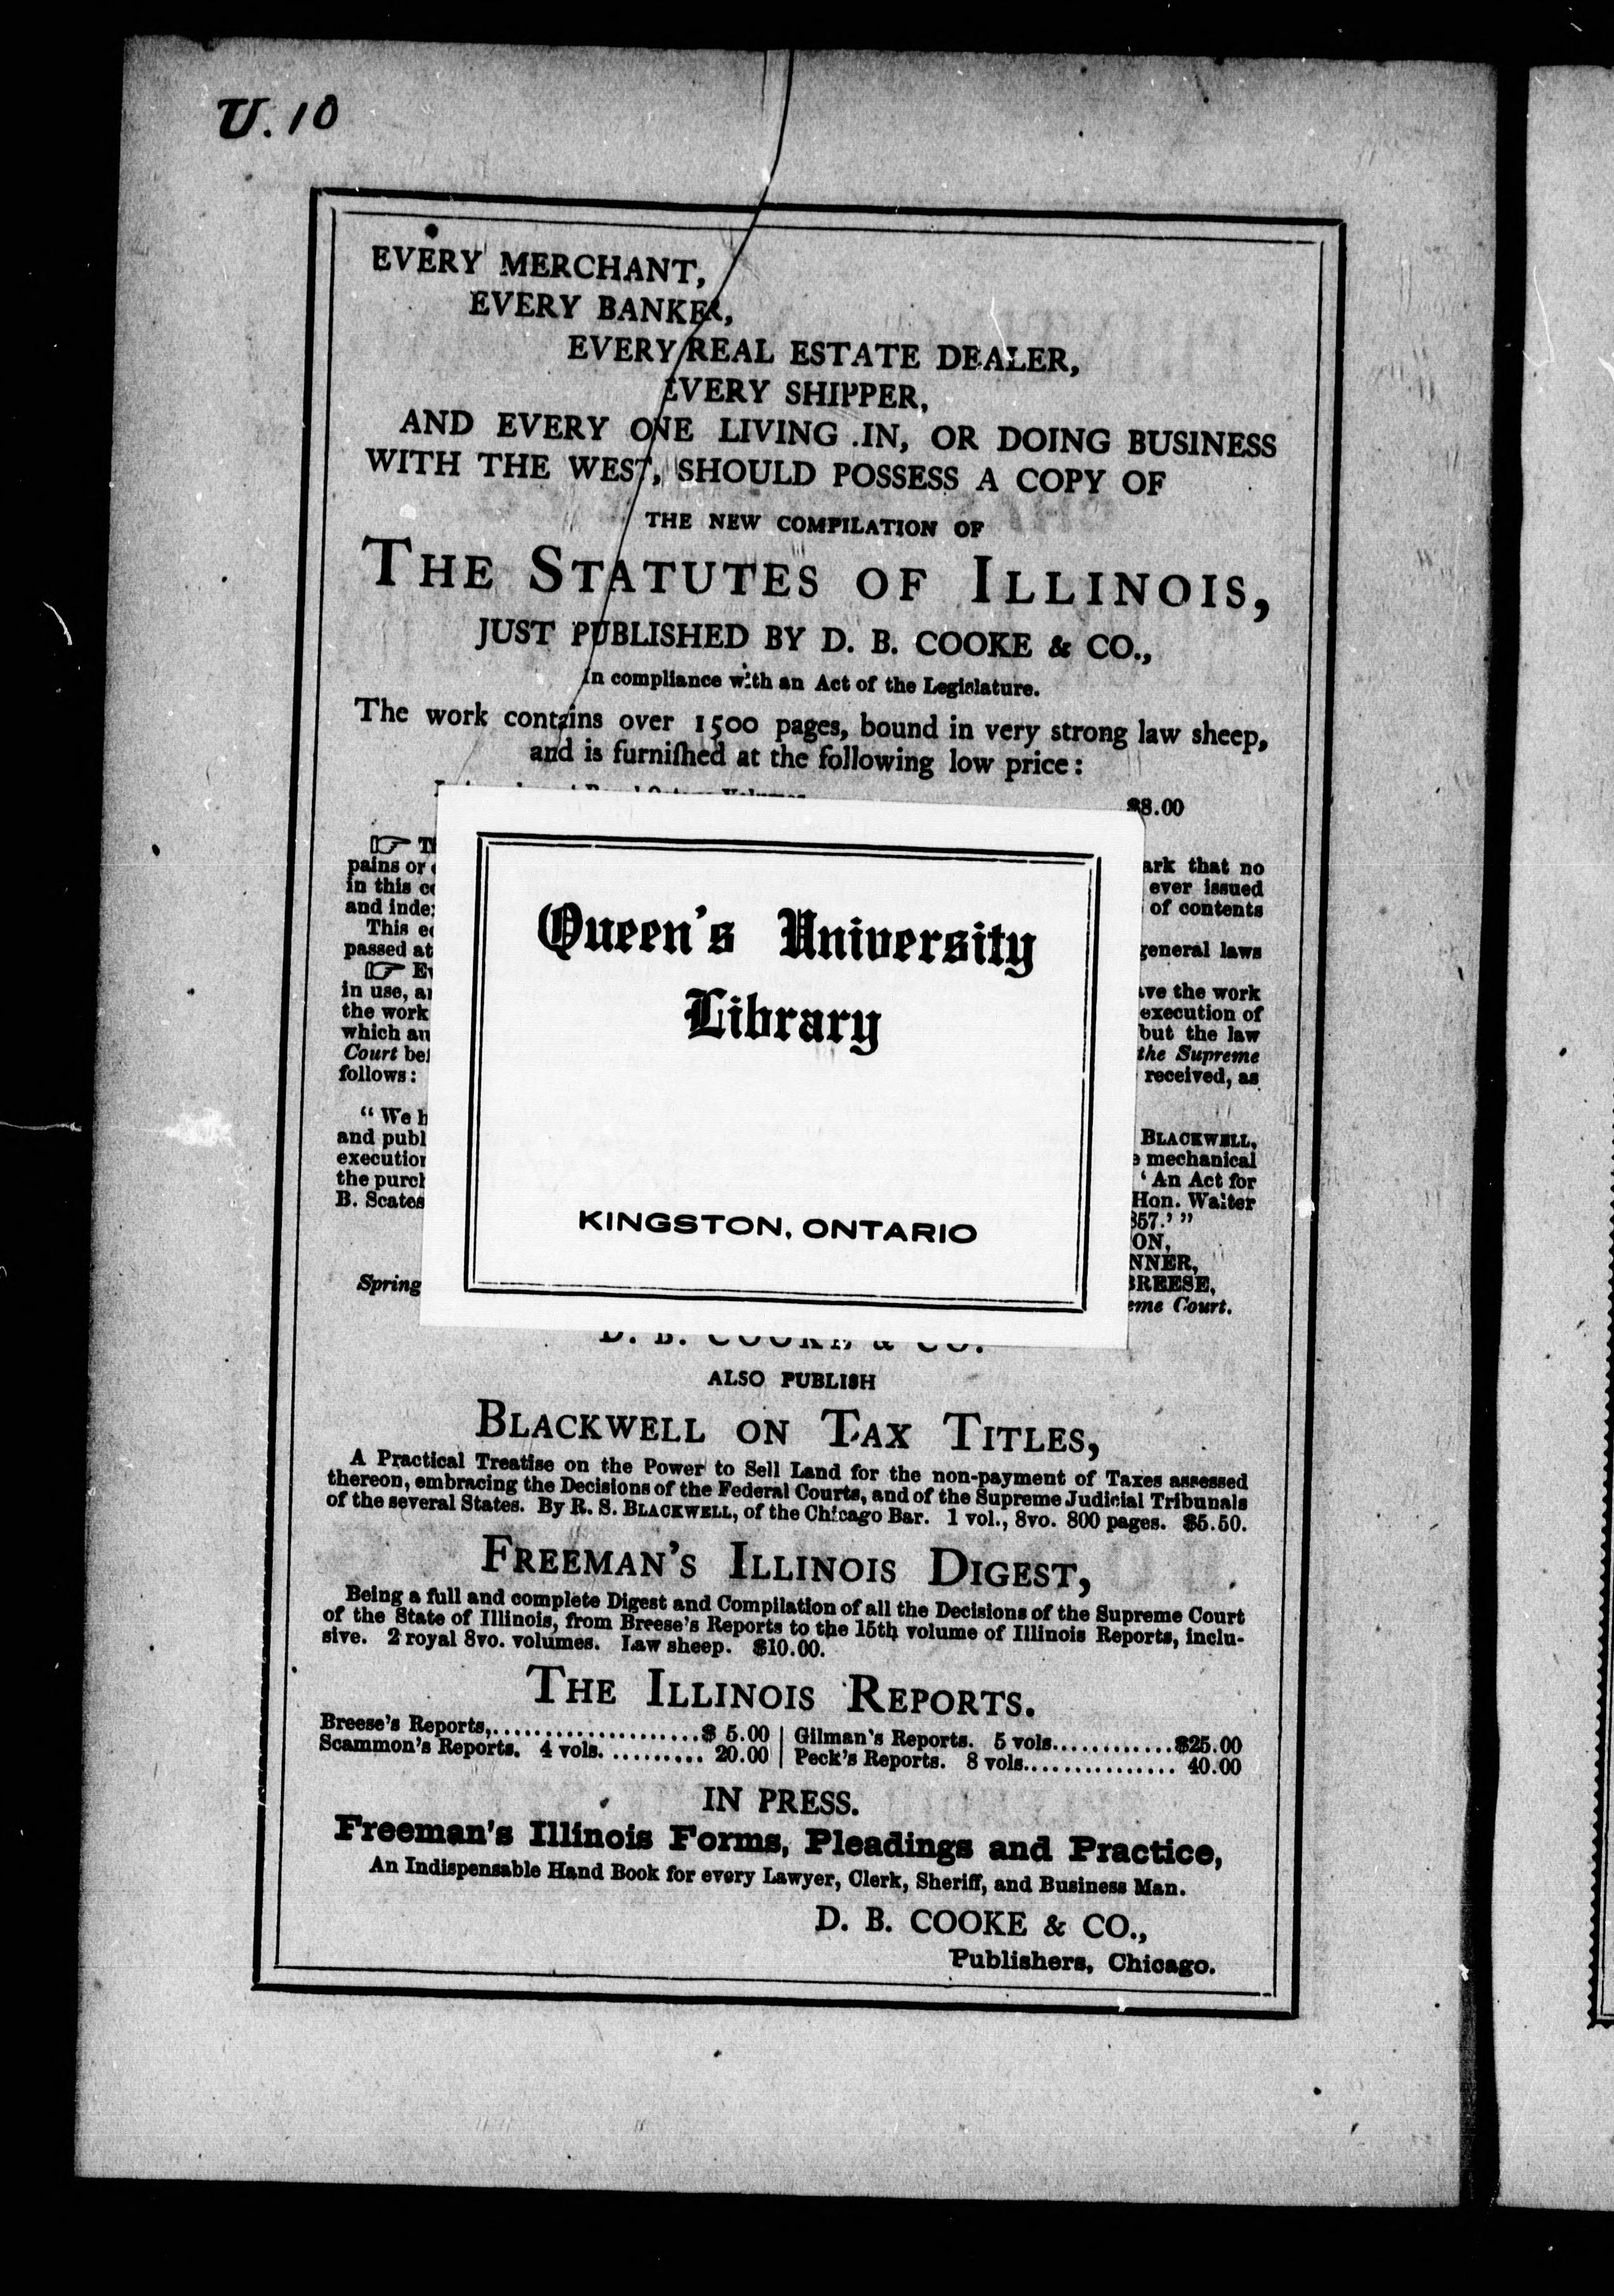 U. 10
EVERY MERCHANT,
EVERY BANKER,
EVERY REAL ESTATE DEALER,
EVERY SHIPPER,
AND EVERY ONE LIVING IN, OR DOING BUSINESS
WITH THE WEST, SHOULD POSSESS A COPY OF
THE NEW COMPILATION OF
THE STATUTES OF ILLINOIS,
JUST PUBLISHED BY D. B. COOKE & CO.,
In compliance with an Act of the Legislature.
The work contains over 1500 pages, bound in very strong law sheep,
and is furniſhed at the following low price:
$8.00
☞
pains or ark that no
in this ever issued
and of contents
This
passed at general laws
☞
in use, the work
the work execution of
which but the law
Court the Supreme
follows: received, as
"We
and BLACKWELL,
mechanical
the 'An Act for
B. Scates Hon. Walter
857.'"
ON,
NNER,
BREESE,
Spring
eme Court.
Queen's University
Library
KINGSTON, ONTARIO
D. B. COOKE & CO.
ALSO PUBLISH
BLACKWELL ON TAX TITLES,
A Practical Treatise on the Power to Sell Land for the non-payment of Taxes assessed
thereon, embracing the Decisions of the Federal Courts, and of the Supreme Judicial Tribunals
of the several States. By R. S. BLACKWELL, of the Chicago Bar. 1 vol., 8vo. 800 pages. $5.50.
FREEMAN'S ILLINOIS DIGEST,
Being a full and complete Digest and Compilation of all the Decisions of the Supreme Court
of the State of Illinois, from Breese's Reports to the 15th volume of Illinois Reports, inclu-
sive. 2 royal 8vo. volumes. Law sheep. $10.00.
THE ILLINOIS REPORTS.
Breese's Reports,.....................$ 5.00 | Gilman's Reports. 5 vols............$25.00
Scammon's Reports. 4 vols. ......... 20.00 | Peck's Reports. 8 vols............... 40.00
IN PRESS.
Freeman's Illinois Forms, Pleadings and Practice,
An Indispensable Hand Book for every Lawyer, Clerk, Sheriff, and Business Man.
D. B. COOKE & CO.,
Publishers, Chicago.